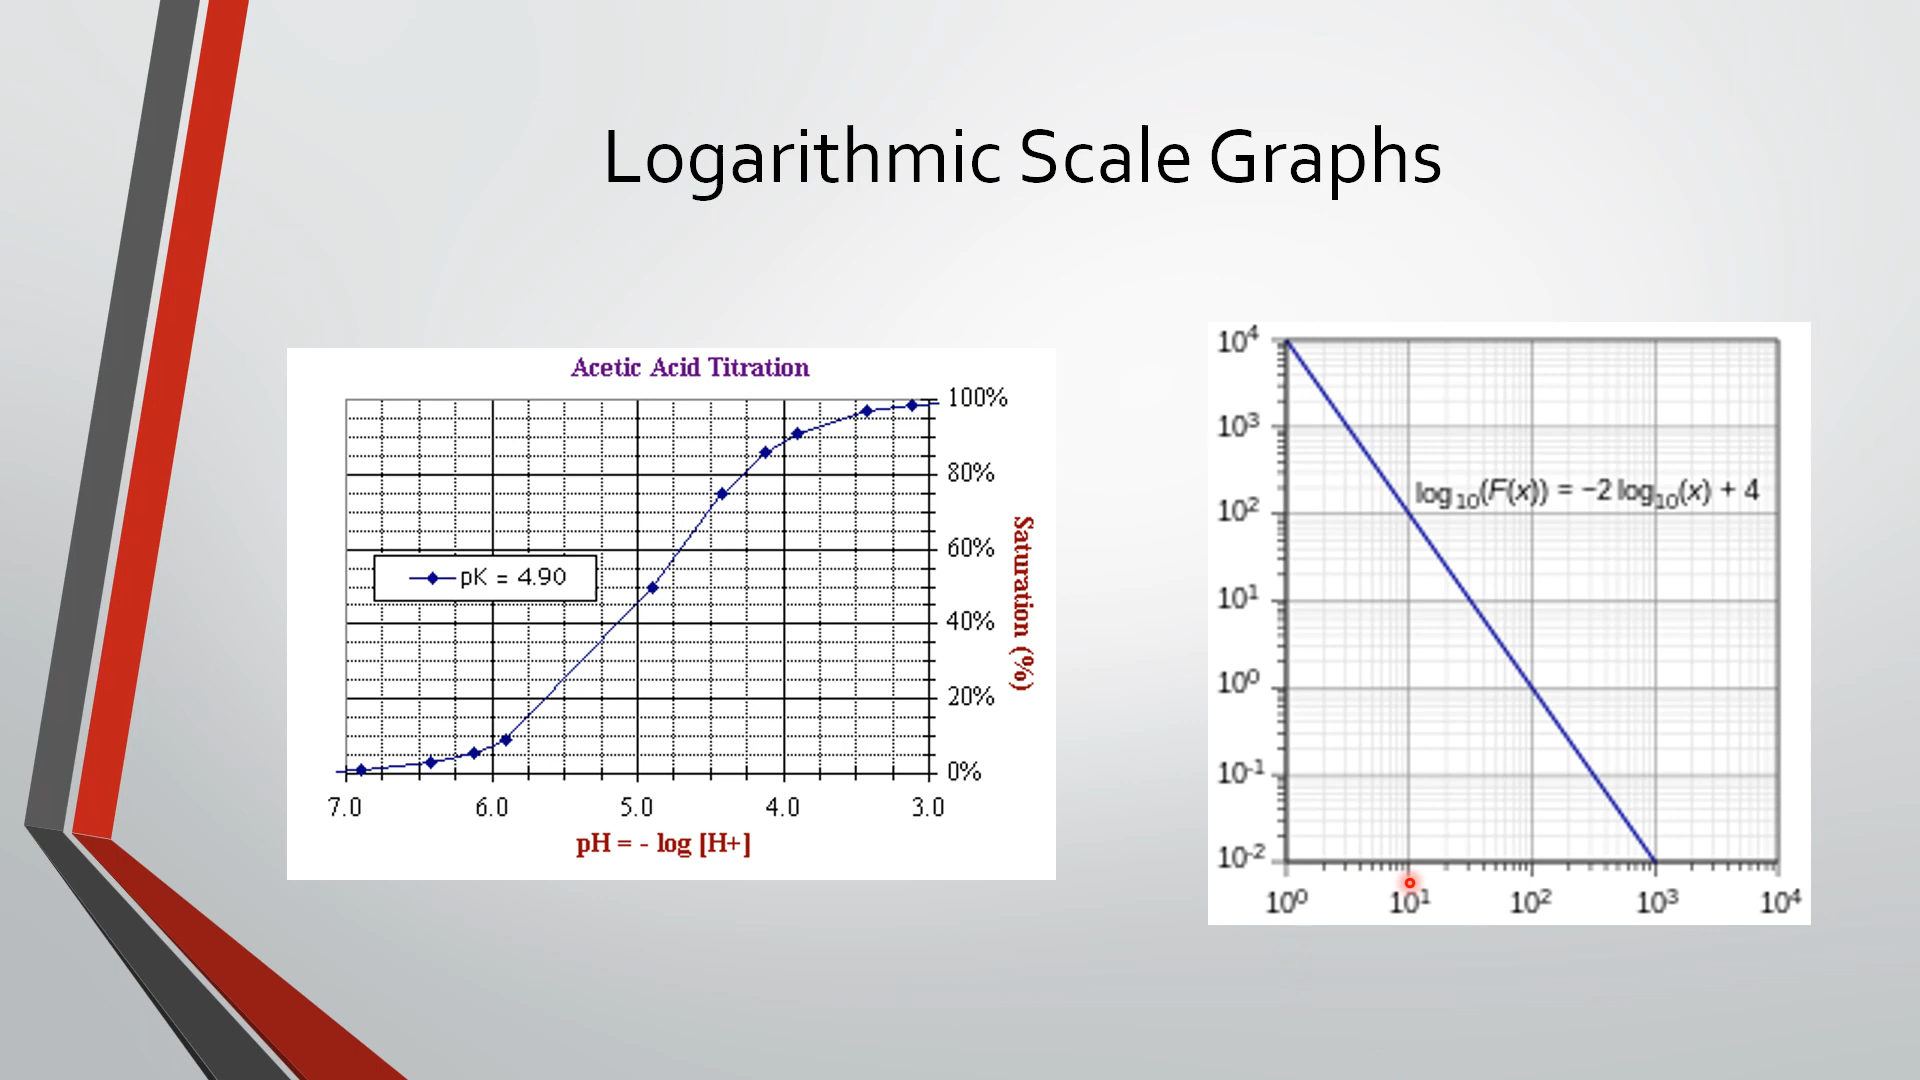 Logarithmic Scale Graphs
Acetic Acid Titration
100%
80%
60%
40%
20%
0%
Saturation (%)
pK = 4.90
7.0 6.0 5.0 4.0 3.0
pH = - log [H+]
10⁴
10³
10²
10¹
10⁰
10⁻¹
10⁻²
log₁₀(F(x)) = −2 log₁₀(x) + 4
10⁰ 10¹ 10² 10³ 10⁴